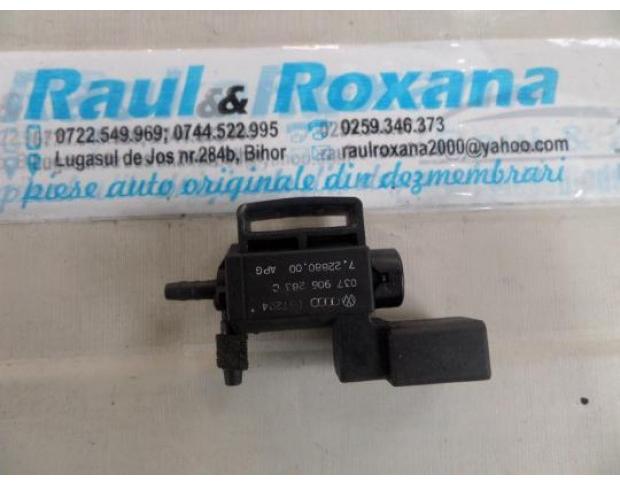 Raul & Roxana
0722.549.969; 0744.522.995
0259.346.373
Lugasul de Jos nr.284b, Bihor
raulroxana2000@yahoo.com
piese auto originale din dezmembrari
7.22880.00 APG
037 906 283 C